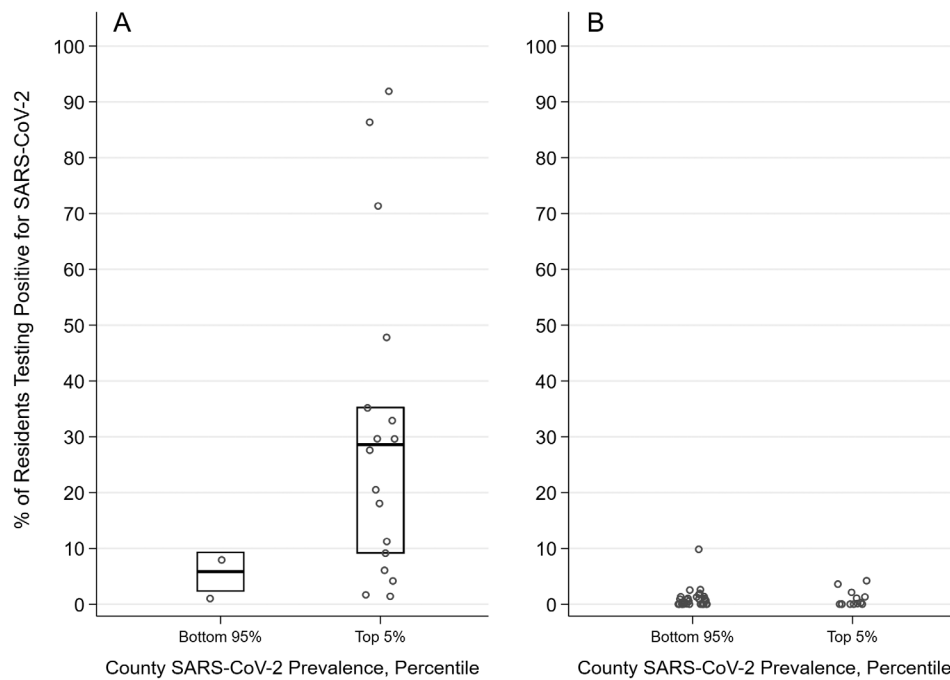 A
B
% of Residents Testing Positive for SARS-CoV-2
100
90
80
70
60
50
40
30
20
10
0
Bottom 95%
Top 5%
County SARS-CoV-2 Prevalence, Percentile
100
90
80
70
60
50
40
30
20
10
0
Bottom 95%
Top 5%
County SARS-CoV-2 Prevalence, Percentile